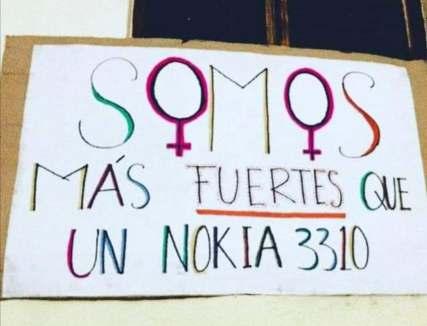 SOMOS
MÁS FUERTES QUE
UN NOKIA 3310